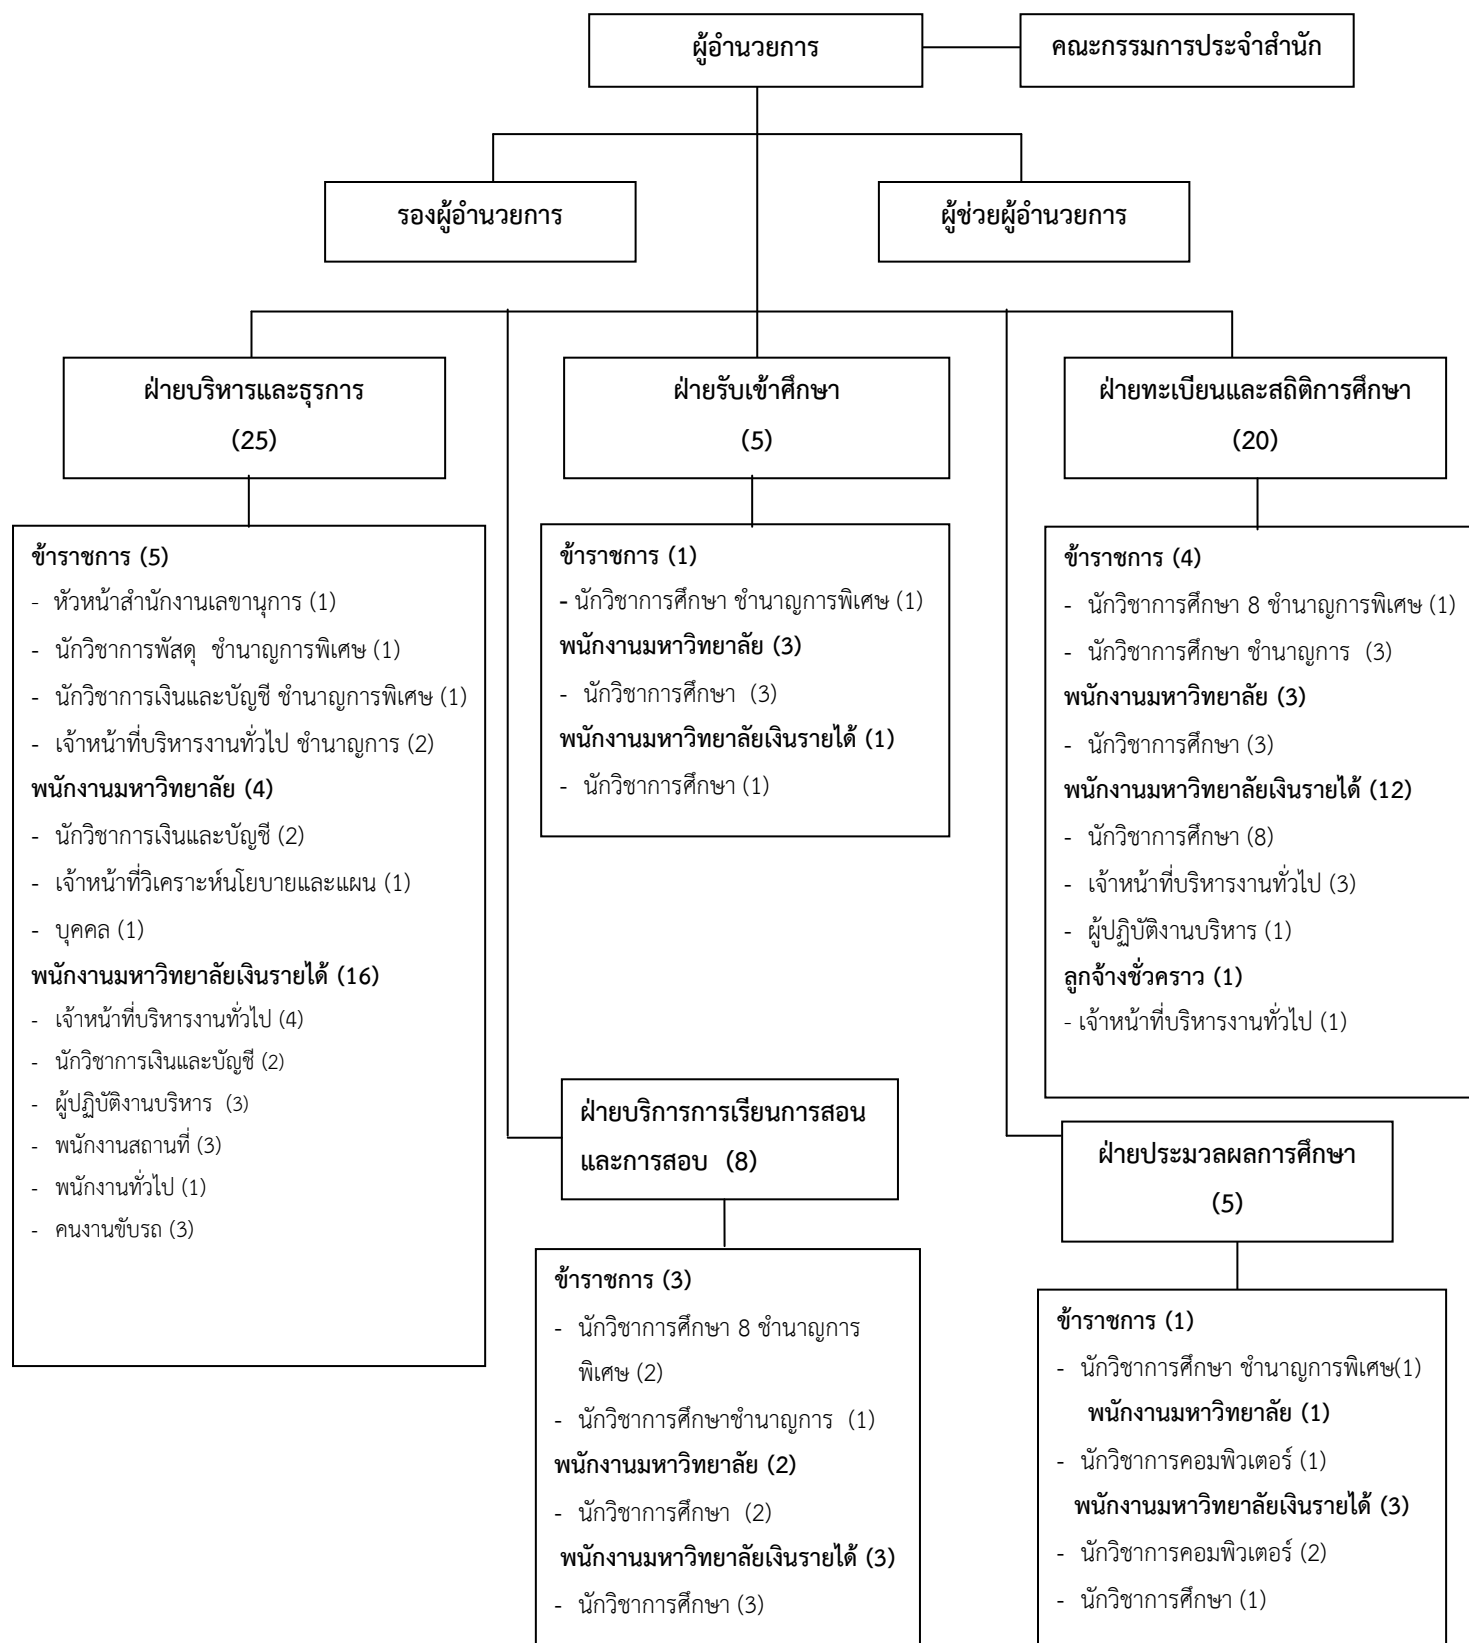 ผู้อำนวยการ
คณะกรรมการประจำสำนัก
รองผู้อำนวยการ
ผู้ช่วยผู้อำนวยการ
ฝ่ายบริหารและธุรการ
(25)
ฝ่ายรับเข้าศึกษา
(5)
ฝ่ายทะเบียนและสถิติการศึกษา
(20)
ข้าราชการ (5)
- หัวหน้าสำนักงานเลขานุการ (1)
- นักวิชาการพัสดุ ชำนาญการพิเศษ (1)
- นักวิชาการเงินและบัญชี ชำนาญการพิเศษ (1)
- เจ้าหน้าที่บริหารงานทั่วไป ชำนาญการ (2)
พนักงานมหาวิทยาลัย (4)
- นักวิชาการเงินและบัญชี (2)
- เจ้าหน้าที่วิเคราะห์นโยบายและแผน (1)
- บุคคล (1)
พนักงานมหาวิทยาลัยเงินรายได้ (16)
- เจ้าหน้าที่บริหารงานทั่วไป (4)
- นักวิชาการเงินและบัญชี (2)
- ผู้ปฏิบัติงานบริหาร (3)
- พนักงานสถานที่ (3)
- พนักงานทั่วไป (1)
- คนงานขับรถ (3)
ข้าราชการ (1)
- นักวิชาการศึกษา ชำนาญการพิเศษ (1)
พนักงานมหาวิทยาลัย (3)
- นักวิชาการศึกษา (3)
พนักงานมหาวิทยาลัยเงินรายได้ (1)
- นักวิชาการศึกษา (1)
ข้าราชการ (4)
- นักวิชาการศึกษา 8 ชำนาญการพิเศษ (1)
- นักวิชาการศึกษา ชำนาญการ (3)
พนักงานมหาวิทยาลัย (3)
- นักวิชาการศึกษา (3)
พนักงานมหาวิทยาลัยเงินรายได้ (12)
- นักวิชาการศึกษา (8)
- เจ้าหน้าที่บริหารงานทั่วไป (3)
- ผู้ปฏิบัติงานบริหาร (1)
ลูกจ้างชั่วคราว (1)
- เจ้าหน้าที่บริหารงานทั่วไป (1)
ฝ่ายบริการการเรียนการสอน
และการสอบ (8)
ฝ่ายประมวลผลการศึกษา
(5)
ข้าราชการ (3)
- นักวิชาการศึกษา 8 ชำนาญการ
พิเศษ (2)
- นักวิชาการศึกษาชำนาญการ (1)
พนักงานมหาวิทยาลัย (2)
- นักวิชาการศึกษา (2)
พนักงานมหาวิทยาลัยเงินรายได้ (3)
- นักวิชาการศึกษา (3)
ข้าราชการ (1)
- นักวิชาการศึกษา ชำนาญการพิเศษ(1)
พนักงานมหาวิทยาลัย (1)
- นักวิชาการคอมพิวเตอร์ (1)
พนักงานมหาวิทยาลัยเงินรายได้ (3)
- นักวิชาการคอมพิวเตอร์ (2)
- นักวิชาการศึกษา (1)